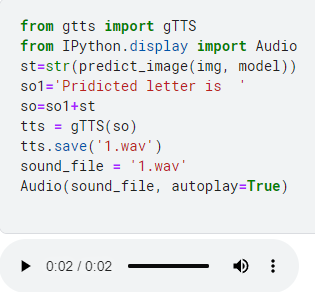 from gtts import gTTS
from IPython.display import Audio
st=str(predict_image(img, model))
so1='Pridicted letter is  '
so=so1+st
tts = gTTS(so)
tts.save('1.wav')
sound_file = '1.wav'
Audio(sound_file, autoplay=True)
0:02 / 0:02